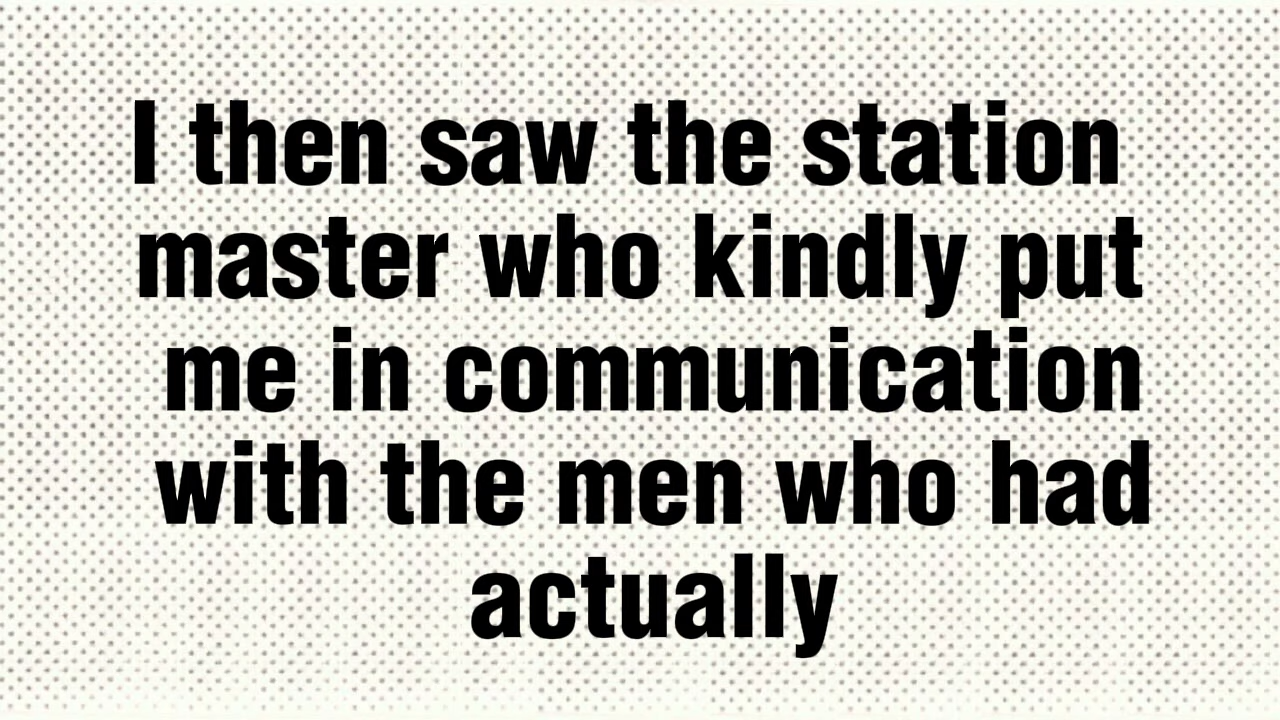 I then saw the station
master who kindly put
me in communication
with the men who had
actually